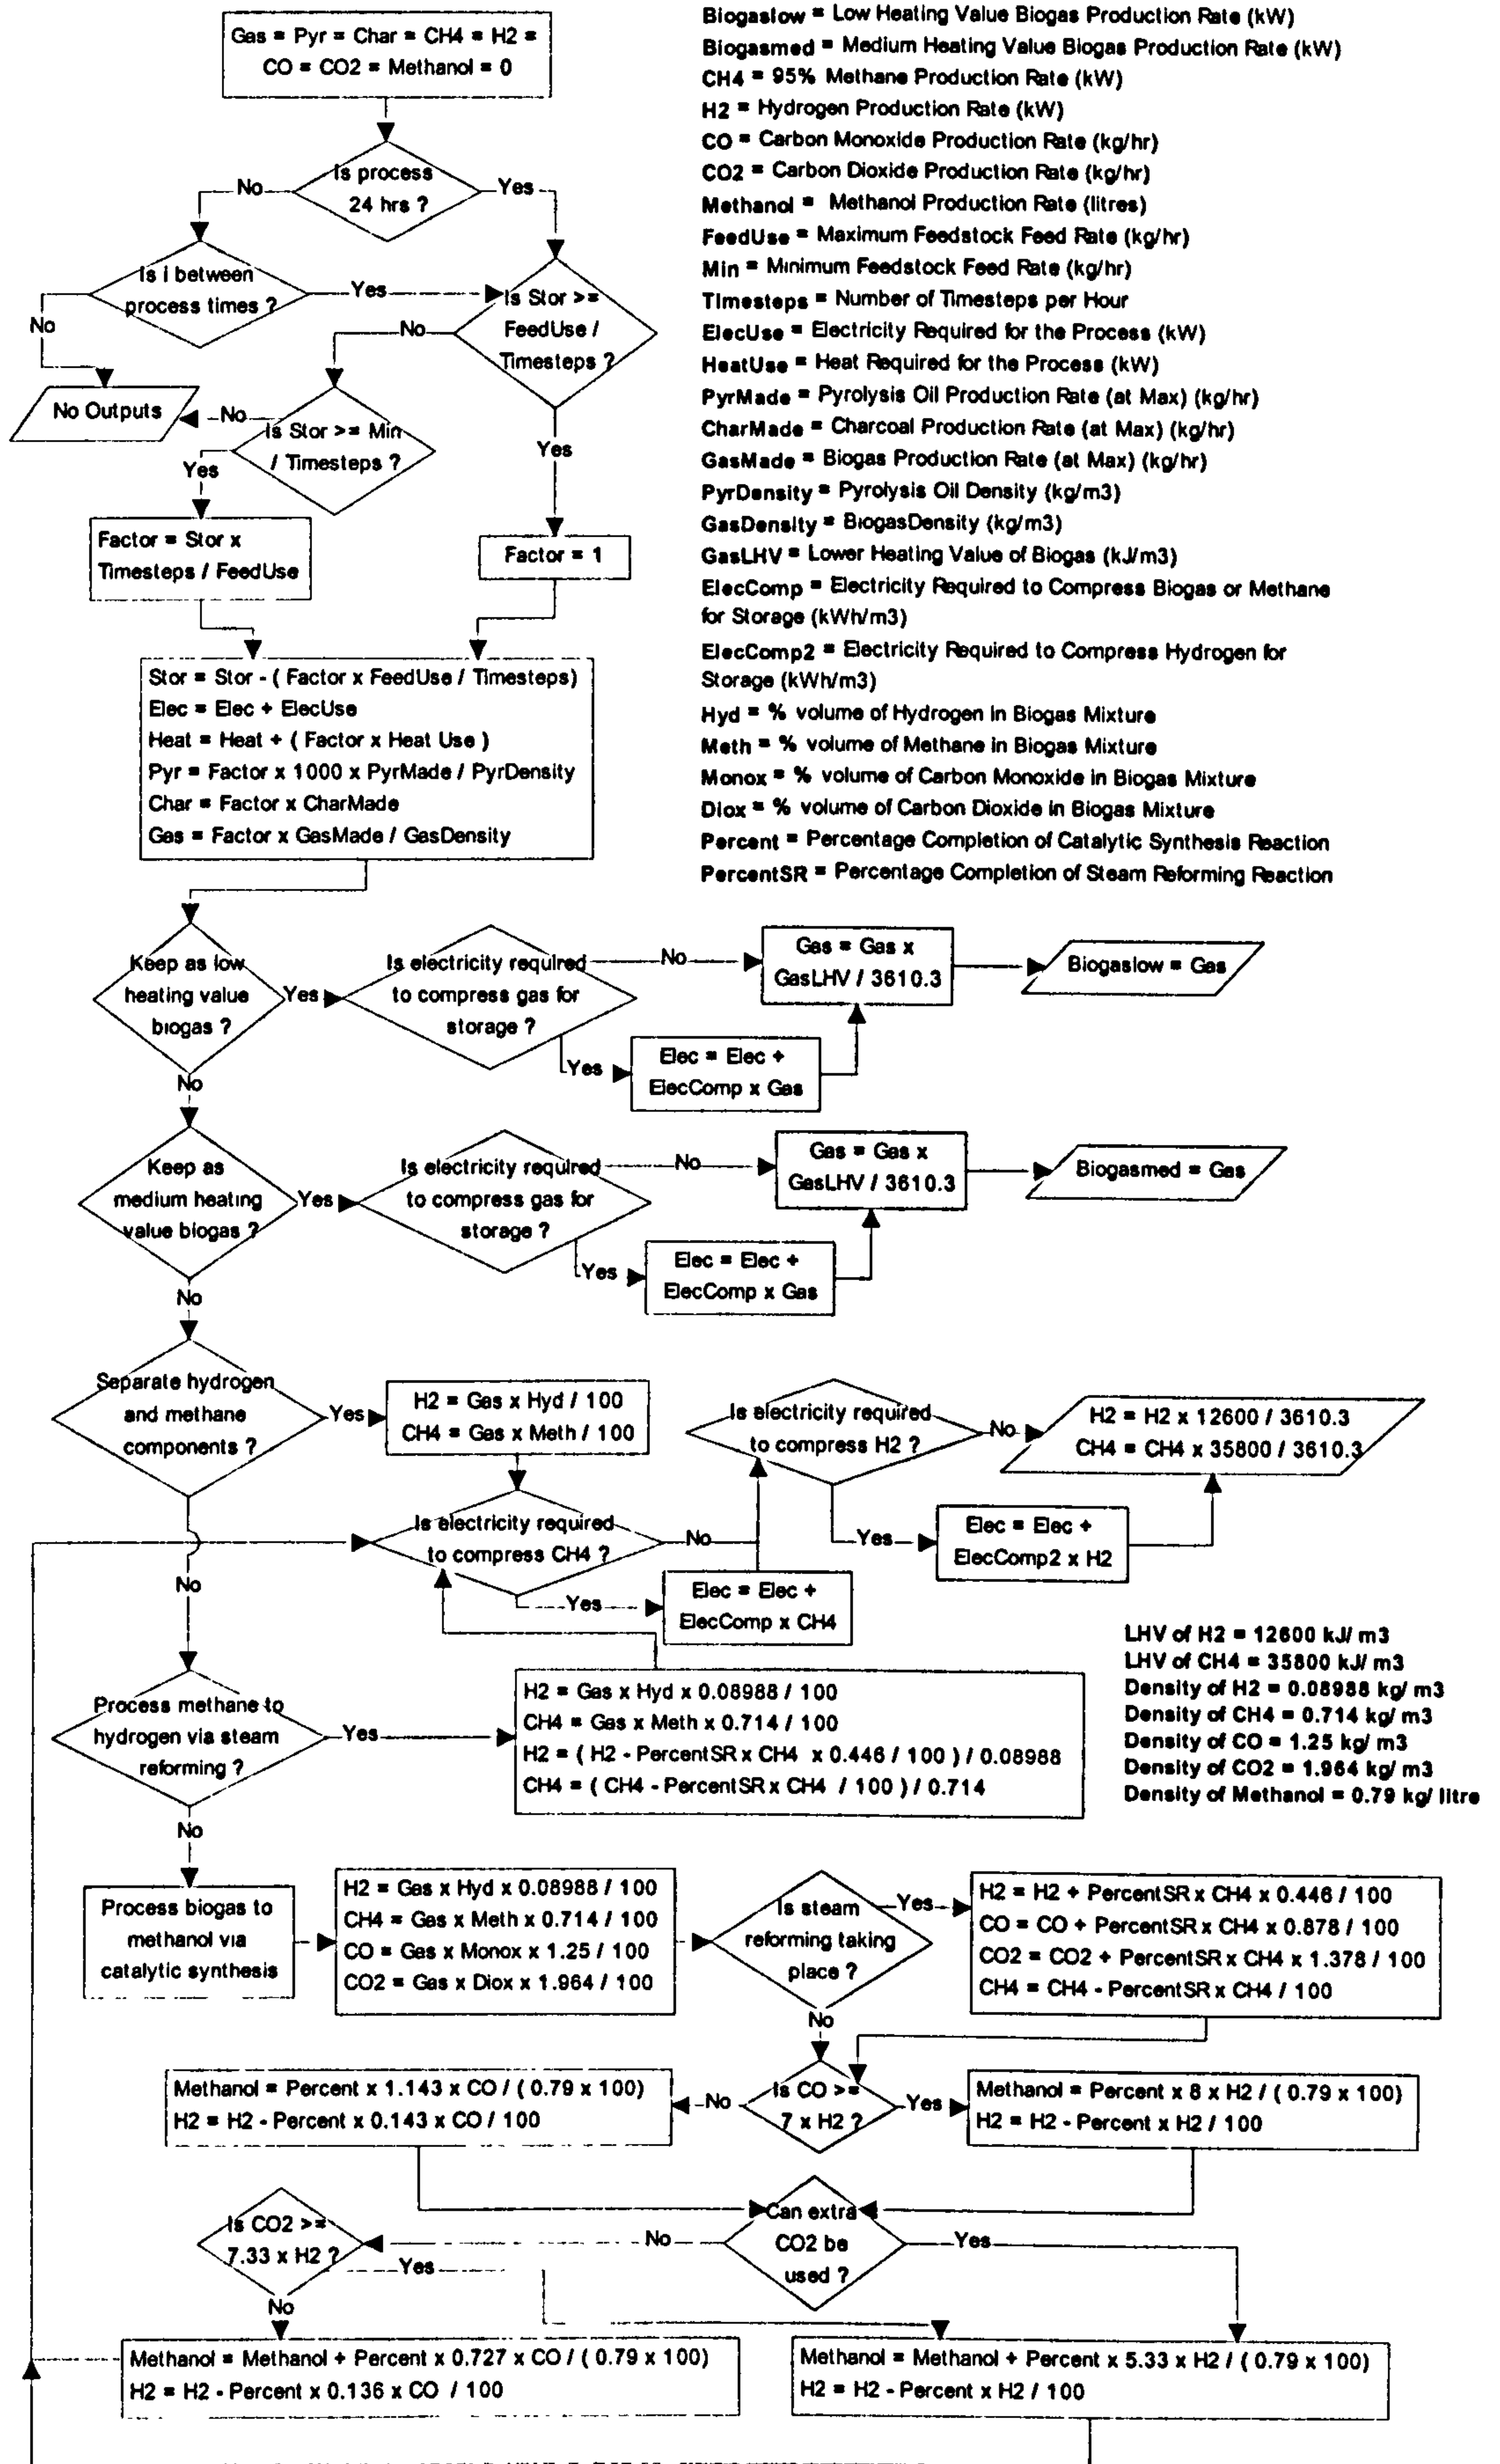 Gas = Pyr = Char = CH4 = H2 =
CO = CO2 = Methanol = 0
Is process
24 hrs ?
No
Yes
Is i between
process times ?
Yes
No
Is Stor >=
FeedUse /
Timesteps ?
No
No Outputs
No
Is Stor >= Min
/ Timesteps ?
Yes
Yes
Factor = Stor x
Timesteps / FeedUse
Factor = 1
Stor = Stor - ( Factor x FeedUse / Timesteps)
Elec = Elec + ElecUse
Heat = Heat + ( Factor x Heat Use )
Pyr = Factor x 1000 x PyrMade / PyrDensity
Char = Factor x CharMade
Gas = Factor x GasMade / GasDensity
Biogaslow = Low Heating Value Biogas Production Rate (kW)
Biogasmed = Medium Heating Value Biogas Production Rate (kW)
CH4 = 95% Methane Production Rate (kW)
H2 = Hydrogen Production Rate (kW)
CO = Carbon Monoxide Production Rate (kg/hr)
CO2 = Carbon Dioxide Production Rate (kg/hr)
Methanol = Methanol Production Rate (litres)
FeedUse = Maximum Feedstock Feed Rate (kg/hr)
Min = Minimum Feedstock Feed Rate (kg/hr)
Timesteps = Number of Timesteps per Hour
ElecUse = Electricity Required for the Process (kW)
HeatUse = Heat Required for the Process (kW)
PyrMade = Pyrolysis Oil Production Rate (at Max) (kg/hr)
CharMade = Charcoal Production Rate (at Max) (kg/hr)
GasMade = Biogas Production Rate (at Max) (kg/hr)
PyrDensity = Pyrolysis Oil Density (kg/m3)
GasDensity = BiogasDensity (kg/m3)
GasLHV = Lower Heating Value of Biogas (kJ/m3)
ElecComp = Electricity Required to Compress Biogas or Methane
for Storage (kWh/m3)
ElecComp2 = Electricity Required to Compress Hydrogen for
Storage (kWh/m3)
Hyd = % volume of Hydrogen in Biogas Mixture
Meth = % volume of Methane in Biogas Mixture
Monox = % volume of Carbon Monoxide in Biogas Mixture
Diox = % volume of Carbon Dioxide in Biogas Mixture
Percent = Percentage Completion of Catalytic Synthesis Reaction
PercentSR = Percentage Completion of Steam Reforming Reaction
Keep as low
heating value
biogas ?
Yes
No
Is electricity required
to compress gas for
storage ?
No
Yes
Elec = Elec +
ElecComp x Gas
Gas = Gas x
GasLHV / 3610.3
Biogaslow = Gas
Keep as
medium heating
value biogas ?
Yes
No
Is electricity required
to compress gas for
storage ?
No
Yes
Elec = Elec +
ElecComp x Gas
Gas = Gas x
GasLHV / 3610.3
Biogasmed = Gas
Separate hydrogen
and methane
components ?
Yes
No
H2 = Gas x Hyd / 100
CH4 = Gas x Meth / 100
Is electricity required
to compress CH4 ?
No
Yes
Elec = Elec +
ElecComp x CH4
Is electricity required
to compress H2 ?
No
Yes
Elec = Elec +
ElecComp2 x H2
H2 = H2 x 12600 / 3610.3
CH4 = CH4 x 35800 / 3610.3
Process methane to
hydrogen via steam
reforming ?
Yes
No
H2 = Gas x Hyd x 0.08988 / 100
CH4 = Gas x Meth x 0.714 / 100
H2 = ( H2 - PercentSR x CH4 x 0.446 / 100 ) / 0.08988
CH4 = ( CH4 - PercentSR x CH4 / 100 ) / 0.714
LHV of H2 = 12600 kJ/ m3
LHV of CH4 = 35800 kJ/ m3
Density of H2 = 0.08988 kg/ m3
Density of CH4 = 0.714 kg/ m3
Density of CO = 1.25 kg/ m3
Density of CO2 = 1.964 kg/ m3
Density of Methanol = 0.79 kg/ litre
Process biogas to
methanol via
catalytic synthesis
H2 = Gas x Hyd x 0.08988 / 100
CH4 = Gas x Meth x 0.714 / 100
CO = Gas x Monox x 1.25 / 100
CO2 = Gas x Diox x 1.964 / 100
Is steam
reforming taking
place ?
Yes
No
H2 = H2 + PercentSR x CH4 x 0.446 / 100
CO = CO + PercentSR x CH4 x 0.878 / 100
CO2 = CO2 + PercentSR x CH4 x 1.378 / 100
CH4 = CH4 - PercentSR x CH4 / 100
Is CO >=
7 x H2 ?
No
Yes
Methanol = Percent x 1.143 x CO / ( 0.79 x 100)
H2 = H2 - Percent x 0.143 x CO / 100
Methanol = Percent x 8 x H2 / ( 0.79 x 100)
H2 = H2 - Percent x H2 / 100
Can extra
CO2 be
used ?
No
Yes
Is CO2 >=
7.33 x H2 ?
Yes
No
Methanol = Methanol + Percent x 0.727 x CO / ( 0.79 x 100)
H2 = H2 - Percent x 0.136 x CO / 100
Methanol = Methanol + Percent x 5.33 x H2 / ( 0.79 x 100)
H2 = H2 - Percent x H2 / 100